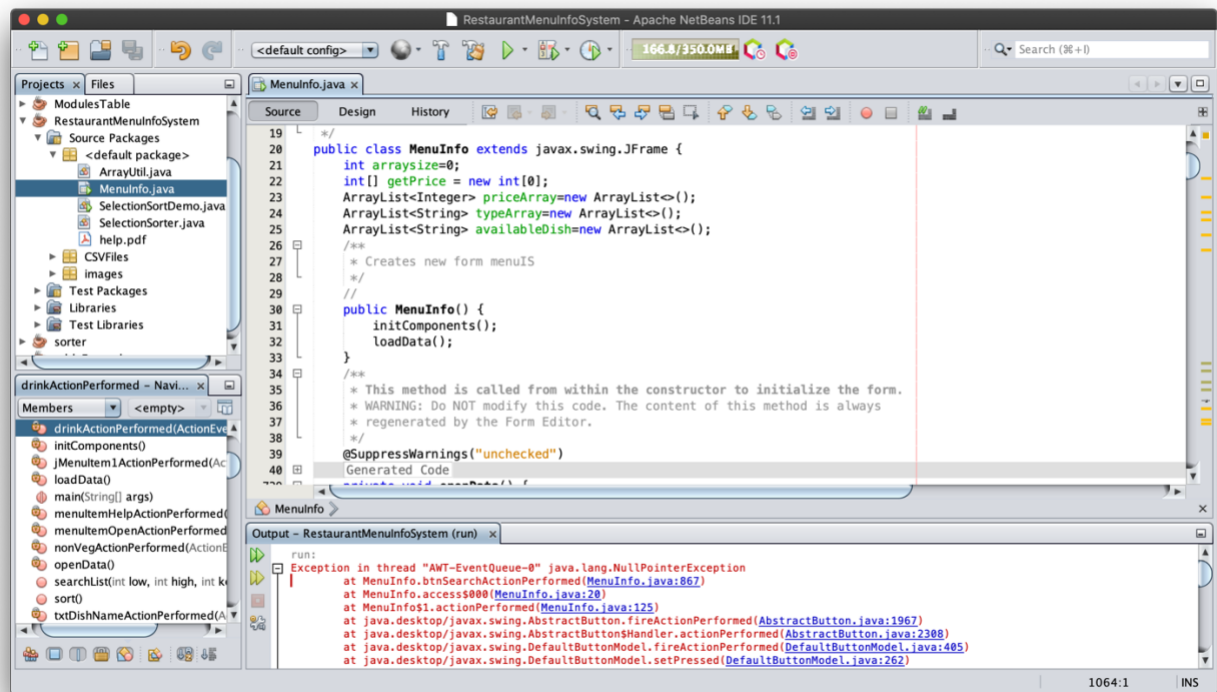 RestaurantMenuInfoSystem - Apache NetBeans IDE 11.1
<default config>
166.8/350.0MB
Search (⌘+I)
Projects × Files
ModulesTable
RestaurantMenuInfoSystem
Source Packages
<default package>
ArrayUtil.java
MenuInfo.java
SelectionSortDemo.java
SelectionSorter.java
help.pdf
CSVFiles
images
Test Packages
Libraries
Test Libraries
sorter
drinkActionPerformed - Navi... ×
Members <empty>
drinkActionPerformed(ActionEve
initComponents()
jMenuItem1ActionPerformed(Ac
loadData()
main(String[] args)
menuItemHelpActionPerformed(
menuItemOpenActionPerformed
nonVegActionPerformed(ActionE
openData()
searchList(int low, int high, int k
sort()
txtDishNameActionPerformed(A
MenuInfo.java ×
Source Design History
19 */
20 public class MenuInfo extends javax.swing.JFrame {
21 int arraysize=0;
22 int[] getPrice = new int[0];
23 ArrayList<Integer> priceArray=new ArrayList<>();
24 ArrayList<String> typeArray=new ArrayList<>();
25 ArrayList<String> availableDish=new ArrayList<>();
26 /**
27 * Creates new form menuIS
28 */
29 //
30 public MenuInfo() {
31 initComponents();
32 loadData();
33 }
34 /**
35 * This method is called from within the constructor to initialize the form.
36 * WARNING: Do NOT modify this code. The content of this method is always
37 * regenerated by the Form Editor.
38 */
39 @SuppressWarnings("unchecked")
40 Generated Code
private void openData() {
MenuInfo
Output - RestaurantMenuInfoSystem (run) ×
run:
Exception in thread "AWT-EventQueue-0" java.lang.NullPointerException
at MenuInfo.btnSearchActionPerformed(MenuInfo.java:867)
at MenuInfo.access$000(MenuInfo.java:20)
at MenuInfo$1.actionPerformed(MenuInfo.java:125)
at java.desktop/javax.swing.AbstractButton.fireActionPerformed(AbstractButton.java:1967)
at java.desktop/javax.swing.AbstractButton$Handler.actionPerformed(AbstractButton.java:2308)
at java.desktop/javax.swing.DefaultButtonModel.fireActionPerformed(DefaultButtonModel.java:405)
at java.desktop/javax.swing.DefaultButtonModel.setPressed(DefaultButtonModel.java:262)
1064:1 INS